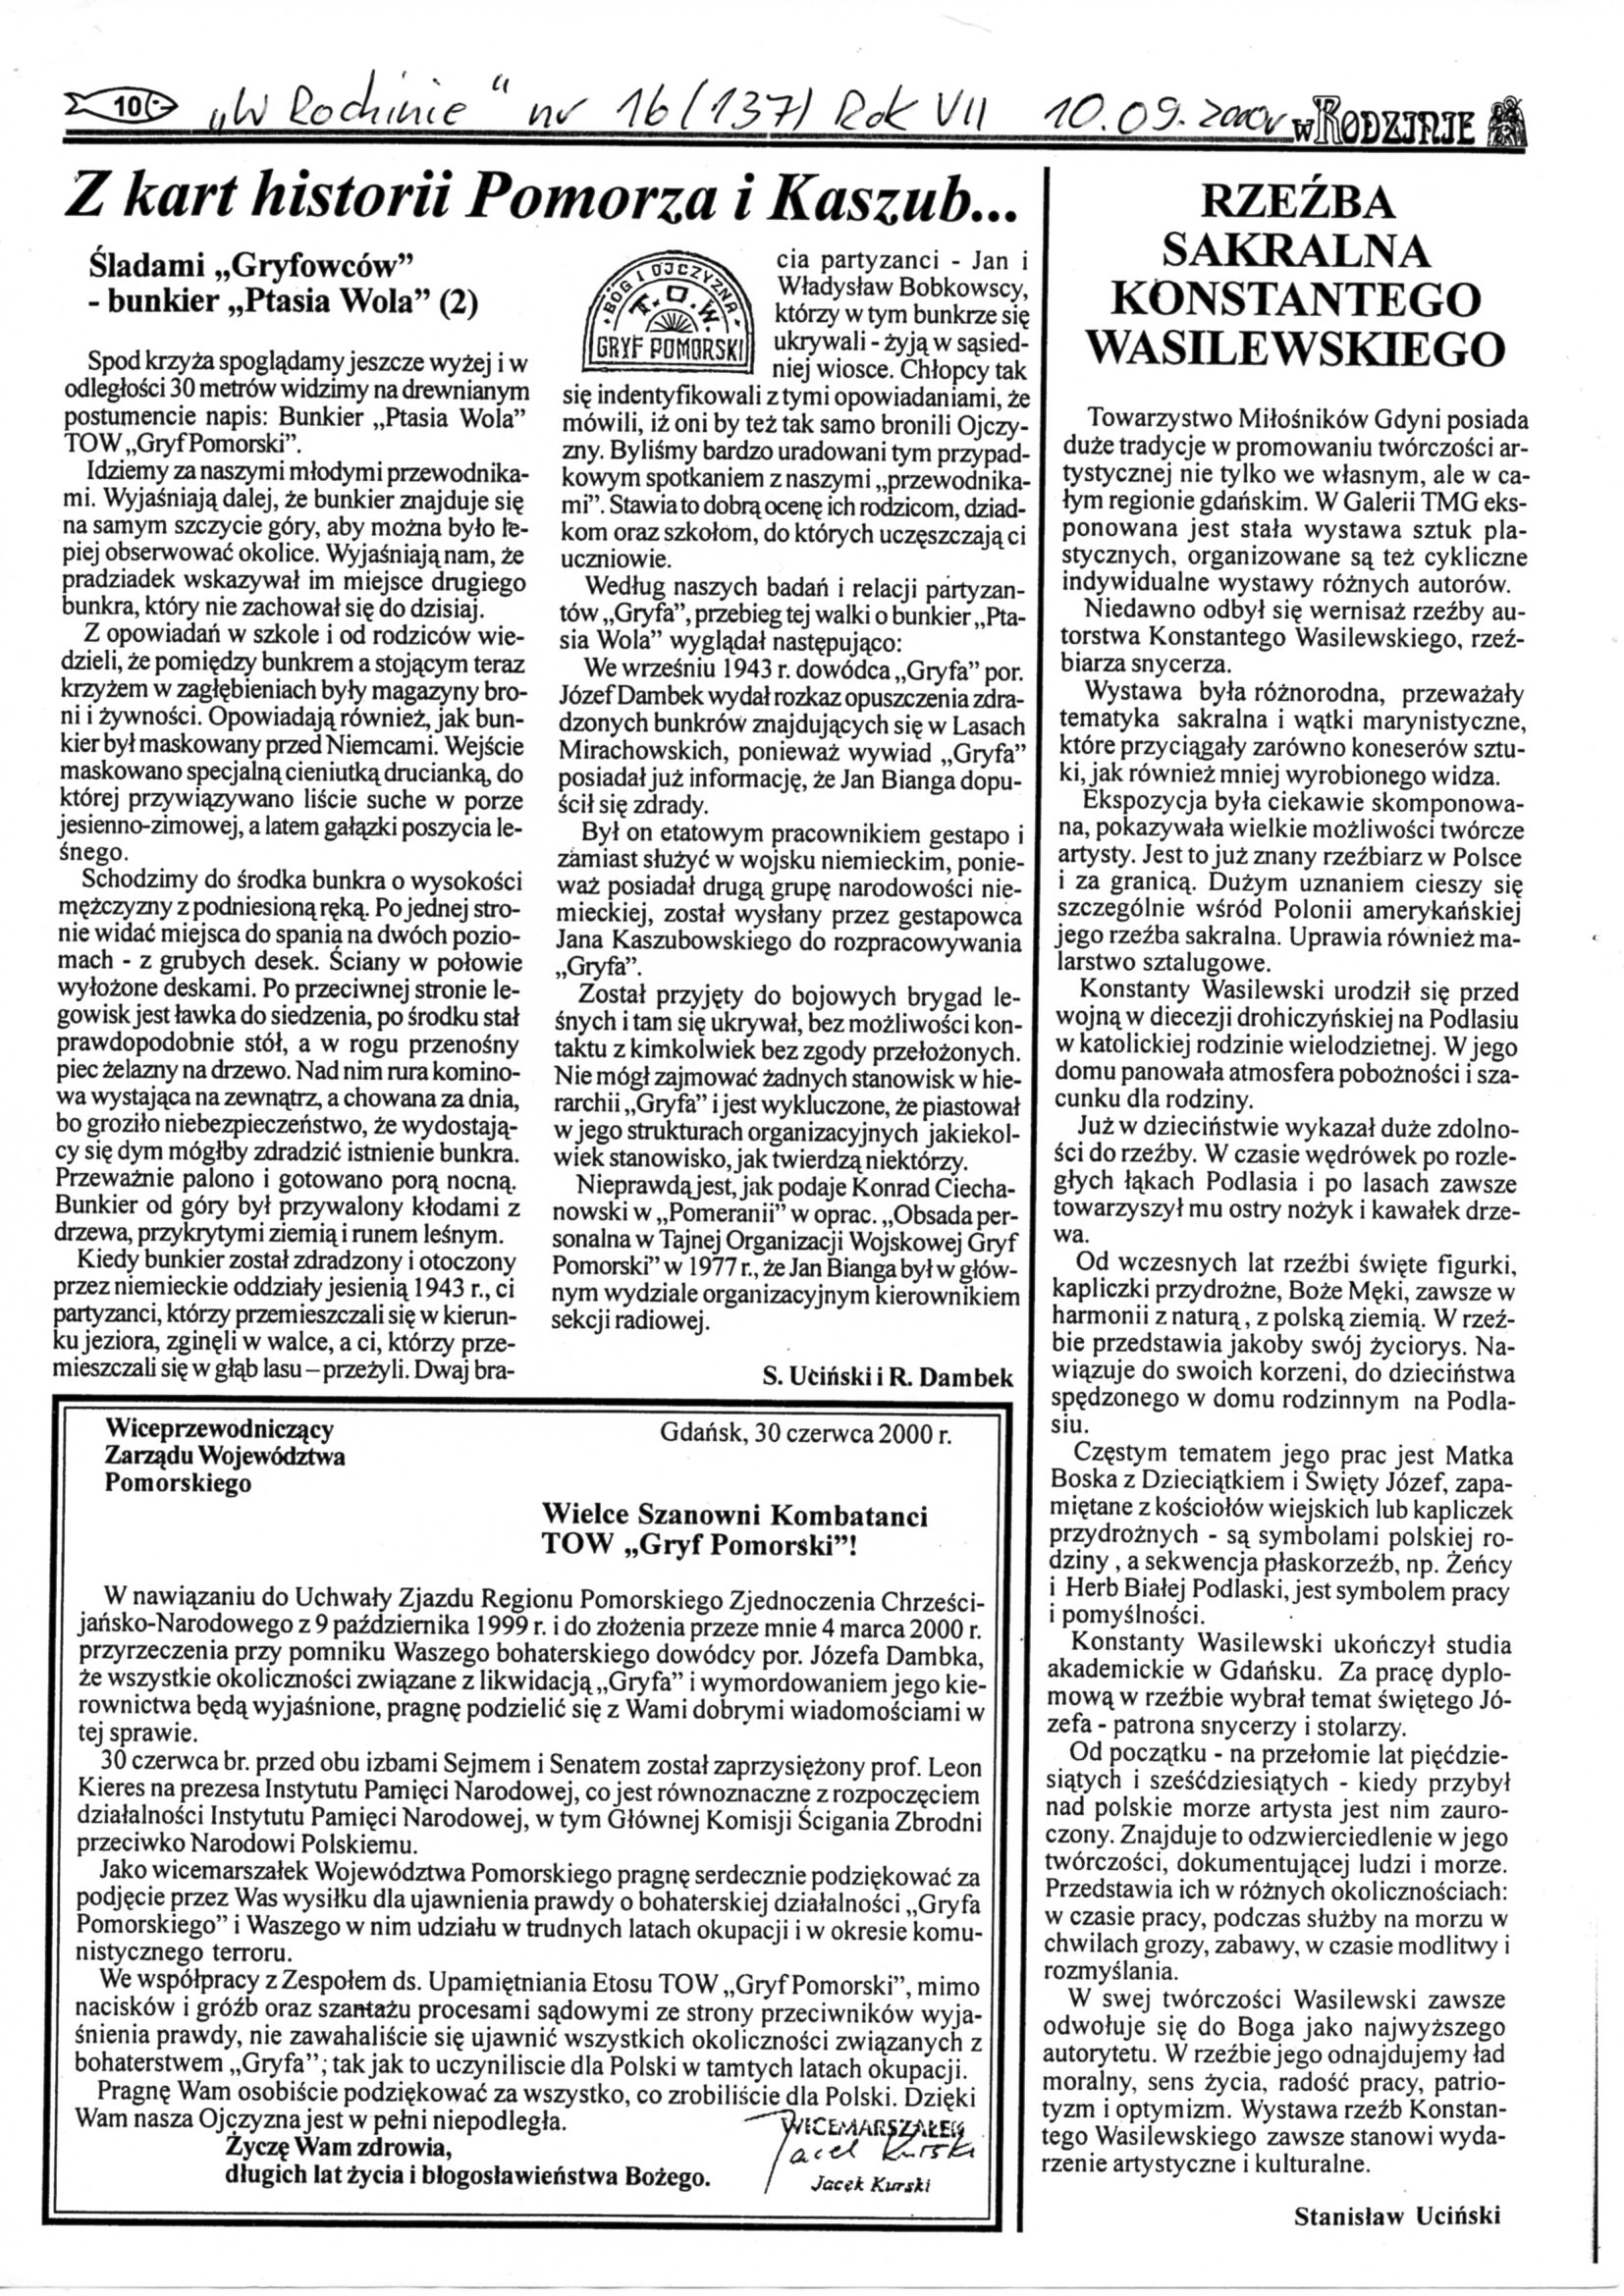 10
„W Rodzinie" nr 16 (137) Rok VII 10.09.2000r
w RODZINIE
Z kart historii Pomorza i Kaszub...
Śladami „Gryfowców”
- bunkier „Ptasia Wola” (2)
Spod krzyża spoglądamy jeszcze wyżej i w
odległości 30 metrów widzimy na drewnianym
postumencie napis: Bunkier „Ptasia Wola”
TOW „Gryf Pomorski”.
Idziemy za naszymi młodymi przewodnika-
mi. Wyjaśniają dalej, że bunkier znajduje się
na samym szczycie góry, aby można było le-
piej obserwować okolice. Wyjaśniają nam, że
pradziadek wskazywał im miejsce drugiego
bunkra, który nie zachował się do dzisiaj.
Z opowiadań w szkole i od rodziców wie-
dzieli, że pomiędzy bunkrem a stojącym teraz
krzyżem w zagłębieniach były magazyny bro-
ni i żywności. Opowiadają również, jak bun-
kier był maskowany przed Niemcami. Wejście
maskowano specjalną cieniutką drucianką, do
której przywiązywano liście suche w porze
jesienno-zimowej, a latem gałązki poszycia le-
śnego.
Schodzimy do środka bunkra o wysokości
mężczyzny z podniesioną ręką. Po jednej stro-
nie widać miejsca do spania na dwóch pozio-
mach - z grubych desek. Ściany w połowie
wyłożone deskami. Po przeciwnej stronie le-
gowisk jest ławka do siedzenia, po środku stał
prawdopodobnie stół, a w rogu przenośny
piec żelazny na drzewo. Nad nim rura komino-
wa wystająca na zewnątrz, a chowana za dnia,
bo groziło niebezpieczeństwo, że wydostają-
cy się dym mógłby zdradzić istnienie bunkra.
Przeważnie palono i gotowano porą nocną.
Bunkier od góry był przywalony kłodami z
drzewa, przykrytymi ziemią i runem leśnym.
Kiedy bunkier został zdradzony i otoczony
przez niemieckie oddziały jesienią 1943 r., ci
partyzanci, którzy przemieszczali się w kierun-
ku jeziora, zginęli w walce, a ci, którzy prze-
mieszczali się w głąb lasu – przeżyli. Dwaj bra-
BÓG I OJCZYZNA
T.O.W.
GRYF POMORSKI
cia partyzanci - Jan i
Władysław Bobkowscy,
którzy w tym bunkrze się
ukrywali - żyją w sąsied-
niej wiosce. Chłopcy tak
się indentyfikowali z tymi opowiadaniami, że
mówili, iż oni by też tak samo bronili Ojczy-
zny. Byliśmy bardzo uradowani tym przypad-
kowym spotkaniem z naszymi „przewodnika-
mi”. Stawia to dobrą ocenę ich rodzicom, dziad-
kom oraz szkołom, do których uczęszczają ci
uczniowie.
Według naszych badań i relacji partyzan-
tów „Gryfa”, przebieg tej walki o bunkier „Pta-
sia Wola” wyglądał następująco:
We wrześniu 1943 r. dowódca „Gryfa” por.
Józef Dambek wydał rozkaz opuszczenia zdra-
dzonych bunkrów znajdujących się w Lasach
Mirachowskich, ponieważ wywiad „Gryfa”
posiadał już informację, że Jan Bianga dopu-
ścił się zdrady.
Był on etatowym pracownikiem gestapo i
zamiast służyć w wojsku niemieckim, ponie-
waż posiadał drugą grupę narodowości nie-
mieckiej, został wysłany przez gestapowca
Jana Kaszubowskiego do rozpracowywania
„Gryfa”.
Został przyjęty do bojowych brygad le-
śnych i tam się ukrywał, bez możliwości kon-
taktu z kimkolwiek bez zgody przełożonych.
Nie mógł zajmować żadnych stanowisk w hie-
rarchii „Gryfa” i jest wykluczone, że piastował
w jego strukturach organizacyjnych jakiekol-
wiek stanowisko, jak twierdzą niektórzy.
Nieprawdą jest, jak podaje Konrad Ciecha-
nowski w „Pomeranii” w oprac. „Obsada per-
sonalna w Tajnej Organizacji Wojskowej Gryf
Pomorski” w 1977 r., że Jan Bianga był w głów-
nym wydziale organizacyjnym kierownikiem
sekcji radiowej.
S. Uciński i R. Dambek
Wiceprzewodniczący
Zarządu Województwa
Pomorskiego
Gdańsk, 30 czerwca 2000 r.
Wielce Szanowni Kombatanci
TOW „Gryf Pomorski”!
W nawiązaniu do Uchwały Zjazdu Regionu Pomorskiego Zjednoczenia Chrześci-
jańsko-Narodowego z 9 października 1999 r. i do złożenia przeze mnie 4 marca 2000 r.
przyrzeczenia przy pomniku Waszego bohaterskiego dowódcy por. Józefa Dambka,
że wszystkie okoliczności związane z likwidacją „Gryfa” i wymordowaniem jego kie-
rownictwa będą wyjaśnione, pragnę podzielić się z Wami dobrymi wiadomościami w
tej sprawie.
30 czerwca br. przed obu izbami Sejmem i Senatem został zaprzysiężony prof. Leon
Kieres na prezesa Instytutu Pamięci Narodowej, co jest równoznaczne z rozpoczęciem
działalności Instytutu Pamięci Narodowej, w tym Głównej Komisji Ścigania Zbrodni
przeciwko Narodowi Polskiemu.
Jako wicemarszałek Województwa Pomorskiego pragnę serdecznie podziękować za
podjęcie przez Was wysiłku dla ujawnienia prawdy o bohaterskiej działalności „Gryfa
Pomorskiego” i Waszego w nim udziału w trudnych latach okupacji i w okresie komu-
nistycznego terroru.
We współpracy z Zespołem ds. Upamiętniania Etosu TOW „Gryf Pomorski”, mimo
nacisków i gróźb oraz szantażu procesami sądowymi ze strony przeciwników wyja-
śnienia prawdy, nie zawahaliście się ujawnić wszystkich okoliczności związanych z
bohaterstwem „Gryfa”; tak jak to uczyniliscie dla Polski w tamtych latach okupacji.
Pragnę Wam osobiście podziękować za wszystko, co zrobiliście dla Polski. Dzięki
Wam nasza Ojczyzna jest w pełni niepodległa.
Życzę Wam zdrowia,
długich lat życia i błogosławieństwa Bożego.
WICEMARSZAŁEK
Jacek Kurski
Jacek Kurski
RZEŹBA
SAKRALNA
KONSTANTEGO
WASILEWSKIEGO
Towarzystwo Miłośników Gdyni posiada
duże tradycje w promowaniu twórczości ar-
tystycznej nie tylko we własnym, ale w ca-
łym regionie gdańskim. W Galerii TMG eks-
ponowana jest stała wystawa sztuk pla-
stycznych, organizowane są też cykliczne
indywidualne wystawy różnych autorów.
Niedawno odbył się wernisaż rzeźby au-
torstwa Konstantego Wasilewskiego, rzeź-
biarza snycerza.
Wystawa była różnorodna, przeważały
tematyka sakralna i wątki marynistyczne,
które przyciągały zarówno koneserów sztu-
ki, jak również mniej wyrobionego widza.
Ekspozycja była ciekawie skomponowa-
na, pokazywała wielkie możliwości twórcze
artysty. Jest to już znany rzeźbiarz w Polsce
i za granicą. Dużym uznaniem cieszy się
szczególnie wśród Polonii amerykańskiej
jego rzeźba sakralna. Uprawia również ma-
larstwo sztalugowe.
Konstanty Wasilewski urodził się przed
wojną w diecezji drohiczyńskiej na Podlasiu
w katolickiej rodzinie wielodzietnej. W jego
domu panowała atmosfera pobożności i sza-
cunku dla rodziny.
Już w dzieciństwie wykazał duże zdolno-
ści do rzeźby. W czasie wędrówek po rozle-
głych łąkach Podlasia i po lasach zawsze
towarzyszył mu ostry nożyk i kawałek drze-
wa.
Od wczesnych lat rzeźbi święte figurki,
kapliczki przydrożne, Boże Męki, zawsze w
harmonii z naturą, z polską ziemią. W rzeź-
bie przedstawia jakoby swój życiorys. Na-
wiązuje do swoich korzeni, do dzieciństwa
spędzonego w domu rodzinnym na Podla-
siu.
Częstym tematem jego prac jest Matka
Boska z Dzieciątkiem i Święty Józef, zapa-
miętane z kościołów wiejskich lub kapliczek
przydrożnych - są symbolami polskiej ro-
dziny , a sekwencja płaskorzeźb, np. Żeńcy
i Herb Białej Podlaski, jest symbolem pracy
i pomyślności.
Konstanty Wasilewski ukończył studia
akademickie w Gdańsku. Za pracę dyplo-
mową w rzeźbie wybrał temat świętego Jó-
zefa - patrona snycerzy i stolarzy.
Od początku - na przełomie lat pięćdzie-
siątych i sześćdziesiątych - kiedy przybył
nad polskie morze artysta jest nim zauro-
czony. Znajduje to odzwierciedlenie w jego
twórczości, dokumentującej ludzi i morze.
Przedstawia ich w różnych okolicznościach:
w czasie pracy, podczas służby na morzu w
chwilach grozy, zabawy, w czasie modlitwy i
rozmyślania.
W swej twórczości Wasilewski zawsze
odwołuje się do Boga jako najwyższego
autorytetu. W rzeźbie jego odnajdujemy ład
moralny, sens życia, radość pracy, patrio-
tyzm i optymizm. Wystawa rzeźb Konstan-
tego Wasilewskiego zawsze stanowi wyda-
rzenie artystyczne i kulturalne.
Stanisław Uciński